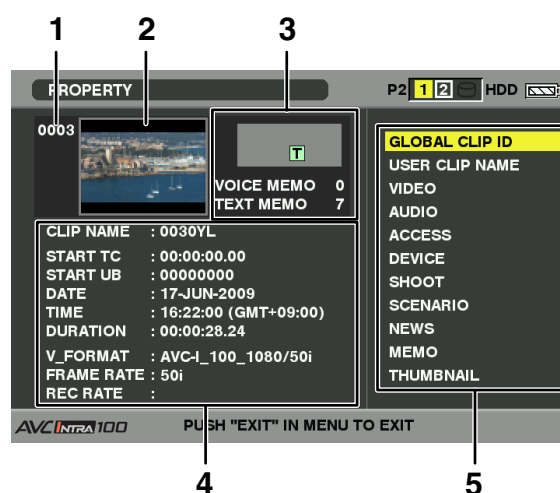 1 2 3
PROPERTY P2 1 2 HDD
0003
T
VOICE MEMO 0
TEXT MEMO 7
CLIP NAME : 0030YL
START TC : 00:00:00.00
START UB : 00000000
DATE : 17-JUN-2009
TIME : 16:22:00 (GMT+09:00)
DURATION : 00:00:28.24
V_FORMAT : AVC-I_100_1080/50i
FRAME RATE : 50i
REC RATE :
GLOBAL CLIP ID
USER CLIP NAME
VIDEO
AUDIO
ACCESS
DEVICE
SHOOT
SCENARIO
NEWS
MEMO
THUMBNAIL
AVC INTRA 100 PUSH "EXIT" IN MENU TO EXIT
4 5